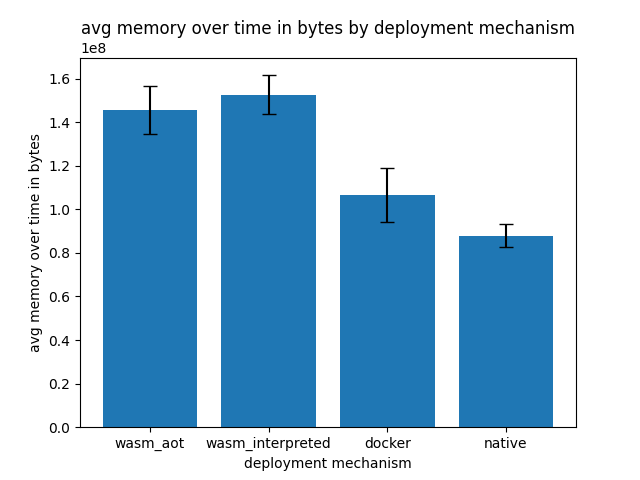 avg memory over time in bytes by deployment mechanism
1e8
1.6
1.4
1.2
1.0
0.8
0.6
0.4
0.2
0.0
avg memory over time in bytes
wasm_aot wasm_interpreted docker native
deployment mechanism